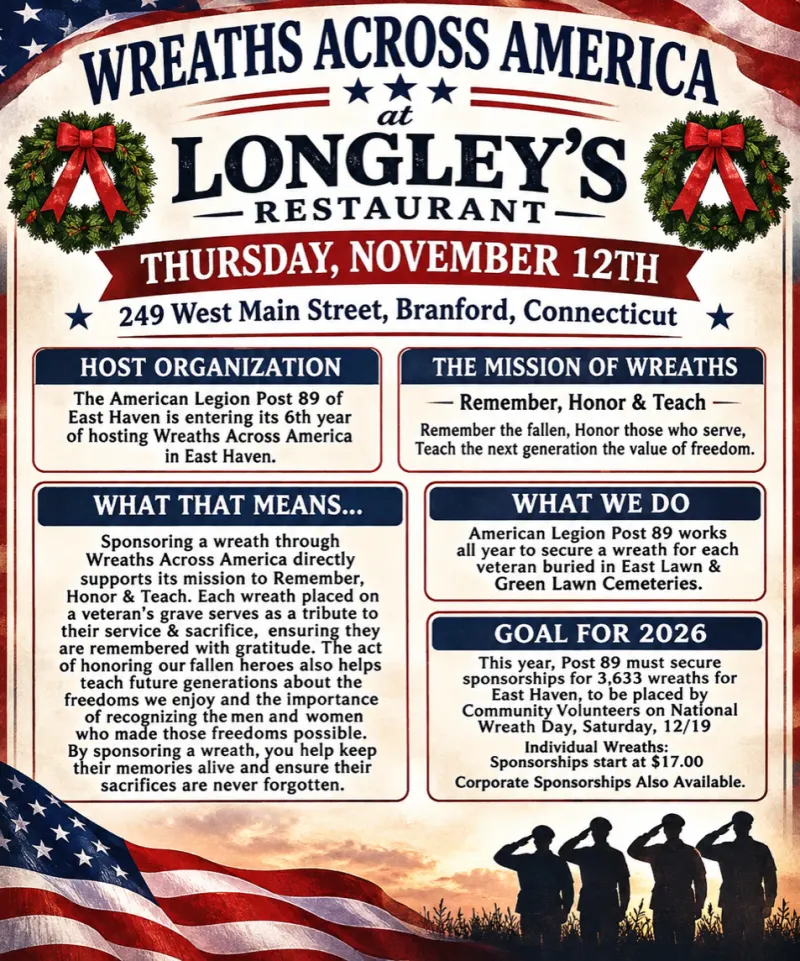 WREATHS ACROSS AMERICA
at
LONGLEY'S
RESTAURANT
THURSDAY, NOVEMBER 12TH
249 West Main Street, Branford, Connecticut
HOST ORGANIZATION
The American Legion Post 89 of
East Haven is entering its 6th year
of hosting Wreaths Across America
in East Haven.
THE MISSION OF WREATHS
Remember, Honor & Teach
Remember the fallen, Honor those who serve,
Teach the next generation the value of freedom.
WHAT THAT MEANS...
Sponsoring a wreath through
Wreaths Across America directly
supports its mission to Remember,
Honor & Teach. Each wreath placed on
a veteran's grave serves as a tribute to
their service & sacrifice, ensuring they
are remembered with gratitude. The act
of honoring our fallen heroes also helps
teach future generations about the
freedoms we enjoy and the importance
of recognizing the men and women
who made those freedoms possible.
By sponsoring a wreath, you help keep
their memories alive and ensure their
sacrifices are never forgotten.
WHAT WE DO
American Legion Post 89 works
all year to secure a wreath for each
veteran buried in East Lawn &
Green Lawn Cemeteries.
GOAL FOR 2026
This year, Post 89 must secure
sponsorships for 3,633 wreaths for
East Haven, to be placed by
Community Volunteers on National
Wreath Day, Saturday, 12/19
Individual Wreaths:
Sponsorships start at $17.00
Corporate Sponsorships Also Available.